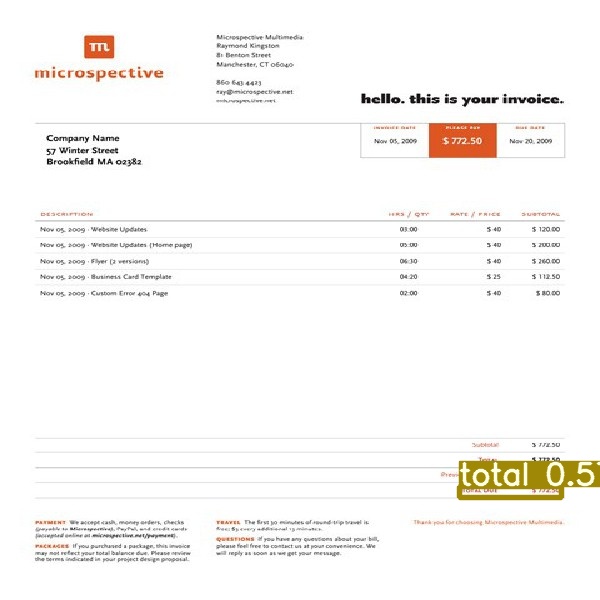 m
microspective
Microspective Multimedia
Raymond Kingston
81 Benton Street
Manchester, CT 06040
860 643 4423
ray@microspective.net
microspective.net
hello. this is your invoice.
Company Name
57 Winter Street
Brookfield MA 02382
INVOICE DATE PLEASE PAY DUE DATE
Nov 05, 2009 $ 772.50 Nov 20, 2009
DESCRIPTION HRS / QTY RATE / PRICE SUBTOTAL
Nov 05, 2009 · Website Updates 03:00 $ 40 $ 120.00
Nov 05, 2009 · Website Updates (Home page) 05:00 $ 40 $ 200.00
Nov 05, 2009 · Flyer (2 versions) 06:30 $ 40 $ 260.00
Nov 05, 2009 · Business Card Template 04:20 $ 25 $ 112.50
Nov 05, 2009 · Custom Error 404 Page 02:00 $ 40 $ 80.00
Subtotal $ 772.50
Total $ 772.50
total 0.5
TOTAL DUE $ 772.50
PAYMENT We accept cash, money orders, checks
(payable to Microspective), PayPal, and credit cards
(accepted online at microspective.net/payment).
PACKAGES If you purchased a package, this invoice
may not reflect your total balance due. Please review
the terms indicated in your project design proposal.
TRAVEL The first 30 minutes of round-trip travel is
free; $5 every additional 15 minutes.
QUESTIONS If you have any questions about your bill,
please feel free to contact us at your convenience. We
will reply as soon as we get your message.
Thank you for choosing Microspective Multimedia.